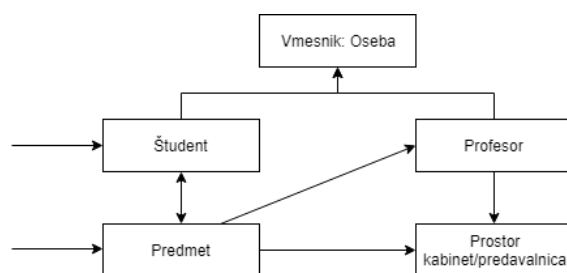 Vmesnik: Oseba
Študent
Profesor
Predmet
Prostor
kabinet/predavalnica